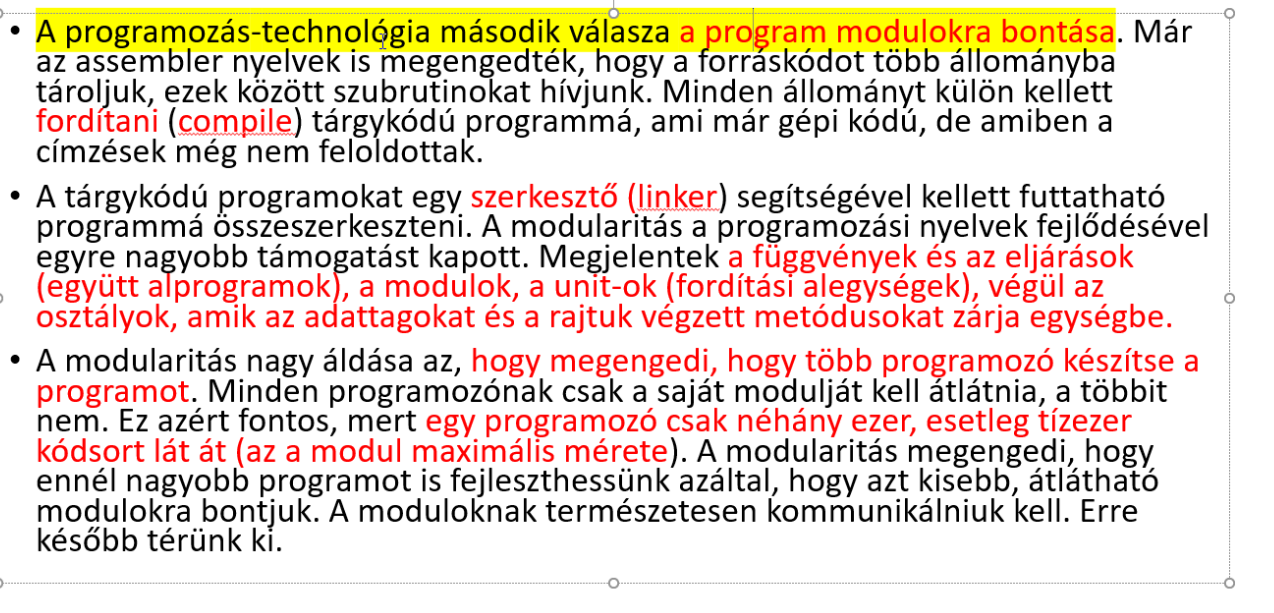 • A programozás-technológia második válasza a program modulokra bontása. Már
az assembler nyelvek is megengedték, hogy a forráskódot több állományba
tároljuk, ezek között szubrutinokat hívjunk. Minden állományt külön kellett
fordítani (compile) tárgykódú programmá, ami már gépi kódú, de amiben a
címzések még nem feloldottak.
• A tárgykódú programokat egy szerkesztő (linker) segítségével kellett futtatható
programmá összeszerkeszteni. A modularitás a programozási nyelvek fejlődésével
egyre nagyobb támogatást kapott. Megjelentek a függvények és az eljárások
(együtt alprogramok), a modulok, a unit-ok (fordítási alegységek), végül az
osztályok, amik az adattagokat és a rajtuk végzett metódusokat zárja egységbe.
• A modularitás nagy áldása az, hogy megengedi, hogy több programozó készítse a
programot. Minden programozónak csak a saját modulját kell átlátnia, a többit
nem. Ez azért fontos, mert egy programozó csak néhány ezer, esetleg tízezer
kódsort lát át (az a modul maximális mérete). A modularitás megengedi, hogy
ennél nagyobb programot is fejleszthessünk azáltal, hogy azt kisebb, átlátható
modulokra bontjuk. A moduloknak természetesen kommunikálniuk kell. Erre
később térünk ki.